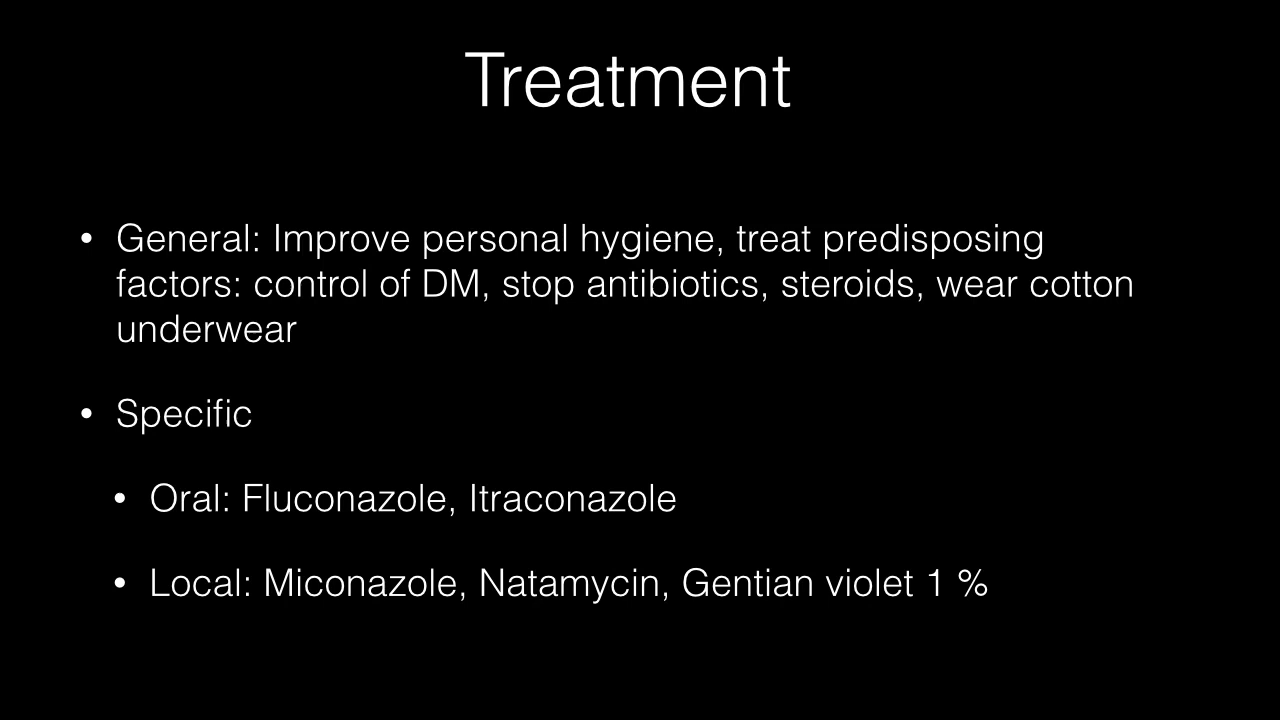 Treatment
• General: Improve personal hygiene, treat predisposing
factors: control of DM, stop antibiotics, steroids, wear cotton
underwear
• Specific
• Oral: Fluconazole, Itraconazole
• Local: Miconazole, Natamycin, Gentian violet 1 %